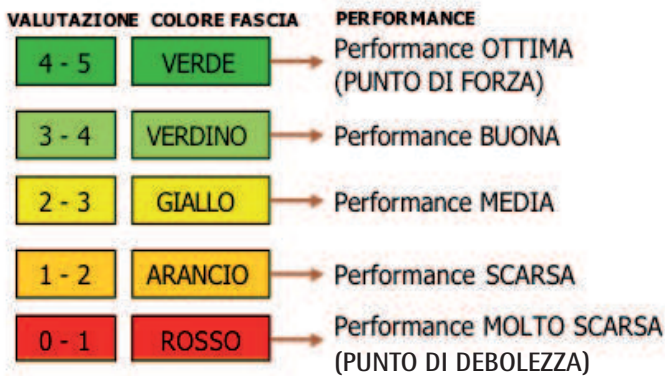 VALUTAZIONE COLORE FASCIA PERFORMANCE
4 - 5 VERDE Performance OTTIMA
(PUNTO DI FORZA)
3 - 4 VERDINO Performance BUONA
2 - 3 GIALLO Performance MEDIA
1 - 2 ARANCIO Performance SCARSA
0 - 1 ROSSO Performance MOLTO SCARSA
(PUNTO DI DEBOLEZZA)